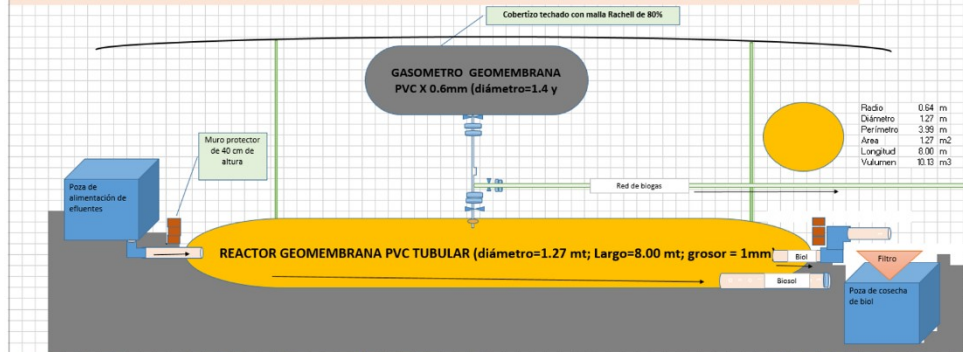 Cobertizo techado con malla Rachell de 80%
GASOMETRO GEOMEMBRANA
PVC X 0.6mm (diámetro=1.4 y
Radio 0.64 m
Diámetro 1.27 m
Perímetro 3.99 m
Area 1.27 m2
Longitud 8.00 m
Vulumen 10.13 m3
Muro protector
de 40 cm de
altura
Poza de
alimentación de
efluentes
Red de biogas
REACTOR GEOMEMBRANA PVC TUBULAR (diámetro=1.27 mt; Largo=8.00 mt; grosor = 1mm)
Biol
Filtro
Biosol
Poza de cosecha
de biol